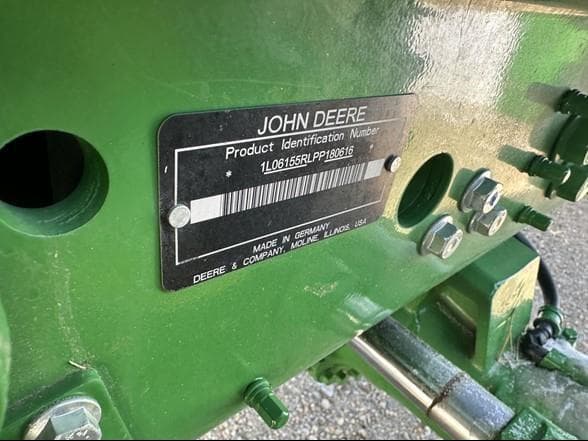 JOHN DEERE
Product Identification Number
* 1L06155RLPP180616 *
MADE IN GERMANY
DEERE & COMPANY, MOLINE, ILLINOIS, USA